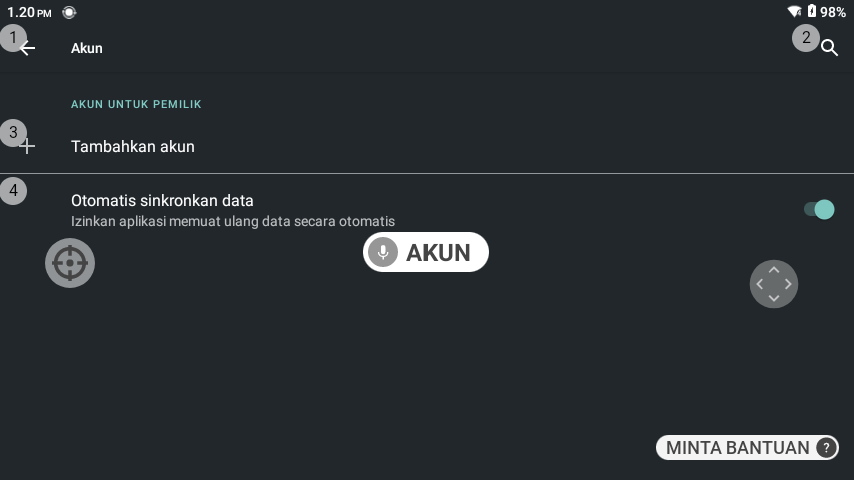 1.20 PM
98%
1
Akun
2
AKUN UNTUK PEMILIK
3
Tambahkan akun
4
Otomatis sinkronkan data
Izinkan aplikasi memuat ulang data secara otomatis
AKUN
MINTA BANTUAN ?